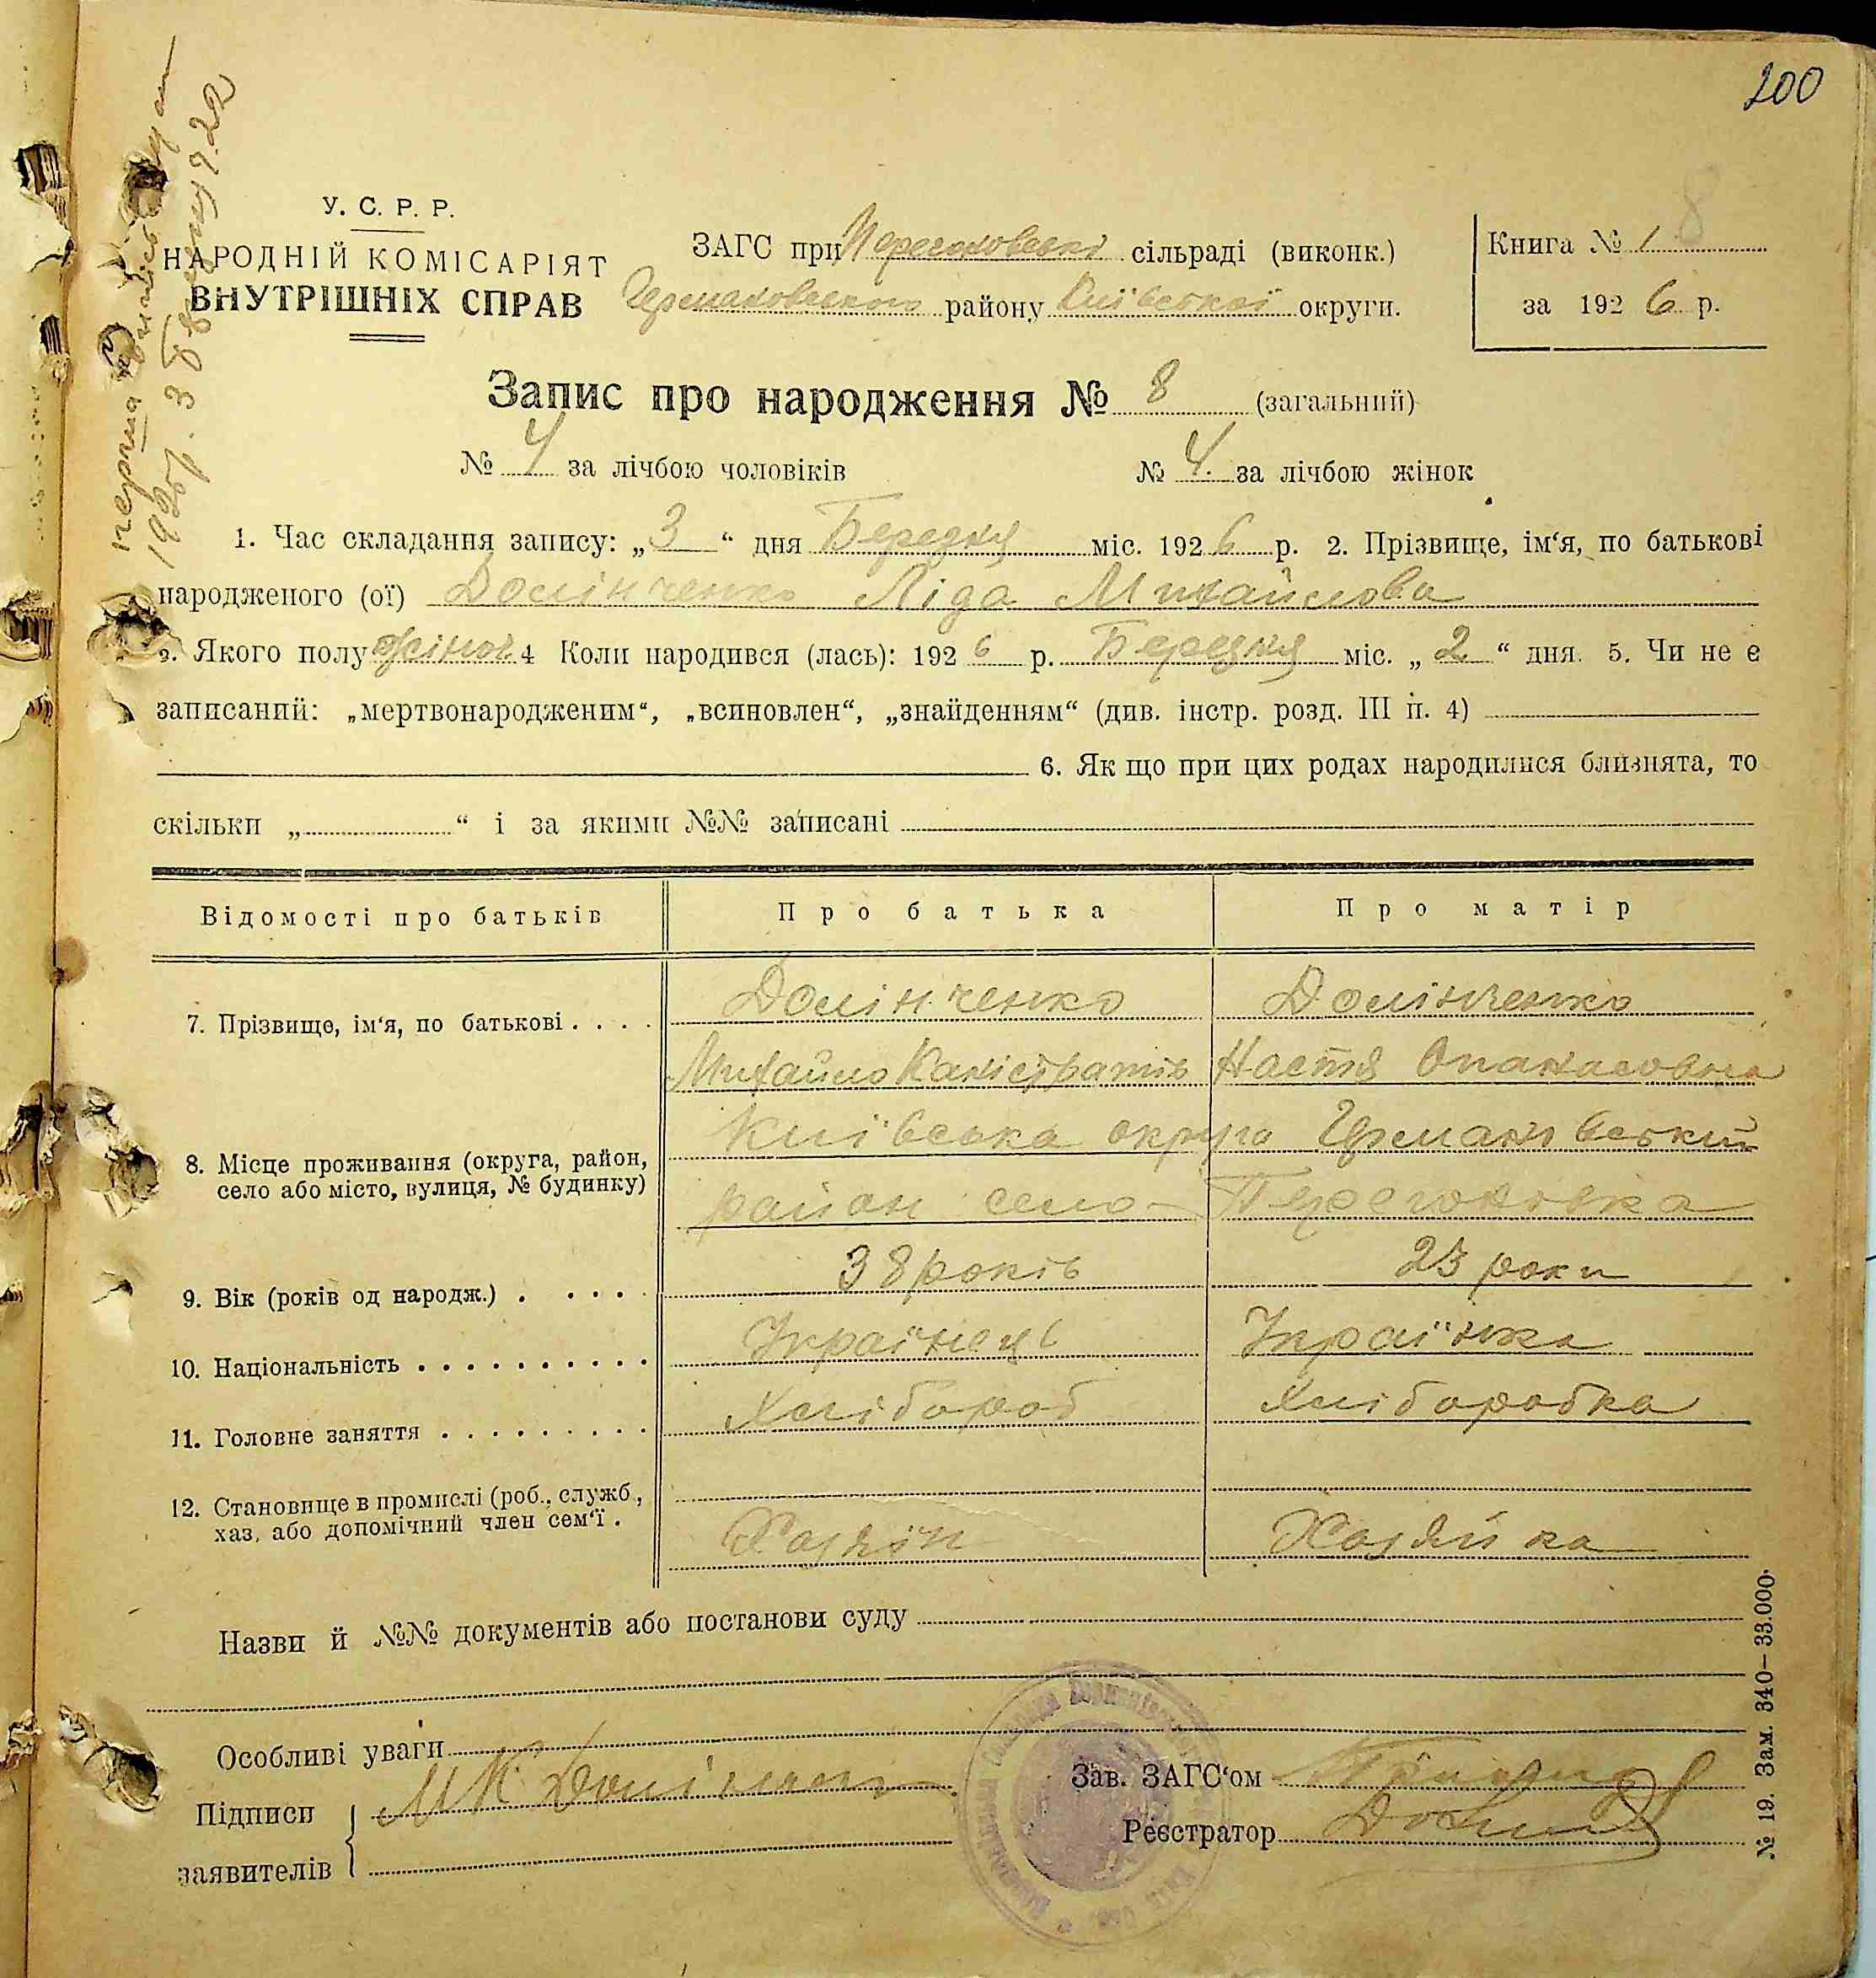 200
У. С. Р. Р.
НАРОДНІЙ КОМІСАРІЯТ
ВНУТРІШНІХ СПРАВ
ЗАГС при сільраді (виконк.)
Германовського району Київської округи.
Книга № 1 8
за 1926 р.
Запис про народження № 8 (загальний)
№ 4 за лічбою чоловіків № 4. за лічбою жінок
1. Час складання запису: „3“ дня Березня міс. 1926 р. 2. Прізвище, ім‘я, по батькові
народженого (ої) Долінченко Ліда Михайлова
3. Якого полу жіноч. 4 Коли народився (лась): 1926 р. Березня міс. „2“ дня. 5. Чи не є
записаний: „мертвонародженим“, „всиновлен“, „знайденням“ (див. інстр. розд. III п. 4)
6. Як що при цих родах народилися близнята, то
скільки „ “ і за якими №№ записані
Відомості про батьків Про батька Про матір
7. Прізвище, ім‘я, по батькові . . . . Долінченко Долінченко
Михайло Настя Опанасовна
8. Місце проживання (округа, район, село або місто, вулиця, № будинку) Київська округа Германовський
район село – Перегоновка
9. Вік (років од народж.) . . . . . 38 років 23 роки
10. Національність . . . . . . . . . . . Українець Українка
11. Головне заняття . . . . . . . . . Хлібороб Хлiборобка
12. Становище в промислі (роб., служб., хаз. або допомічний член сем‘ї . Хазяїн Хазяйка
Назви й №№ документів або постанови суду
Особливі уваги
Підписи заявителів М К
Зав. ЗАГС‘ом
Реєстратор
№ 19. Зам. 340–33.000.